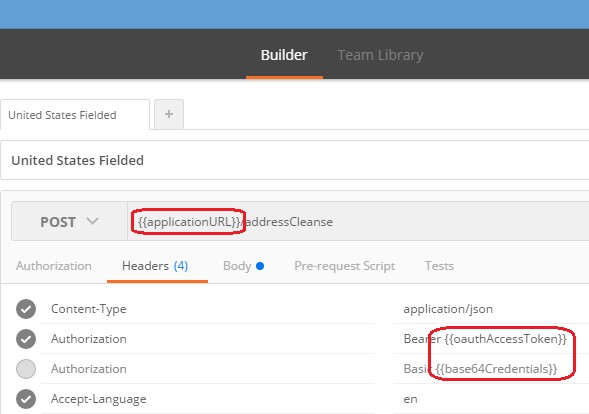 Builder Team Library
United States Fielded +
United States Fielded
POST {{applicationURL}}/addressCleanse
Authorization Headers (4) Body Pre-request Script Tests
Content-Type application/json
Authorization Bearer {{oauthAccessToken}}
Authorization Basic {{base64Credentials}}
Accept-Language en